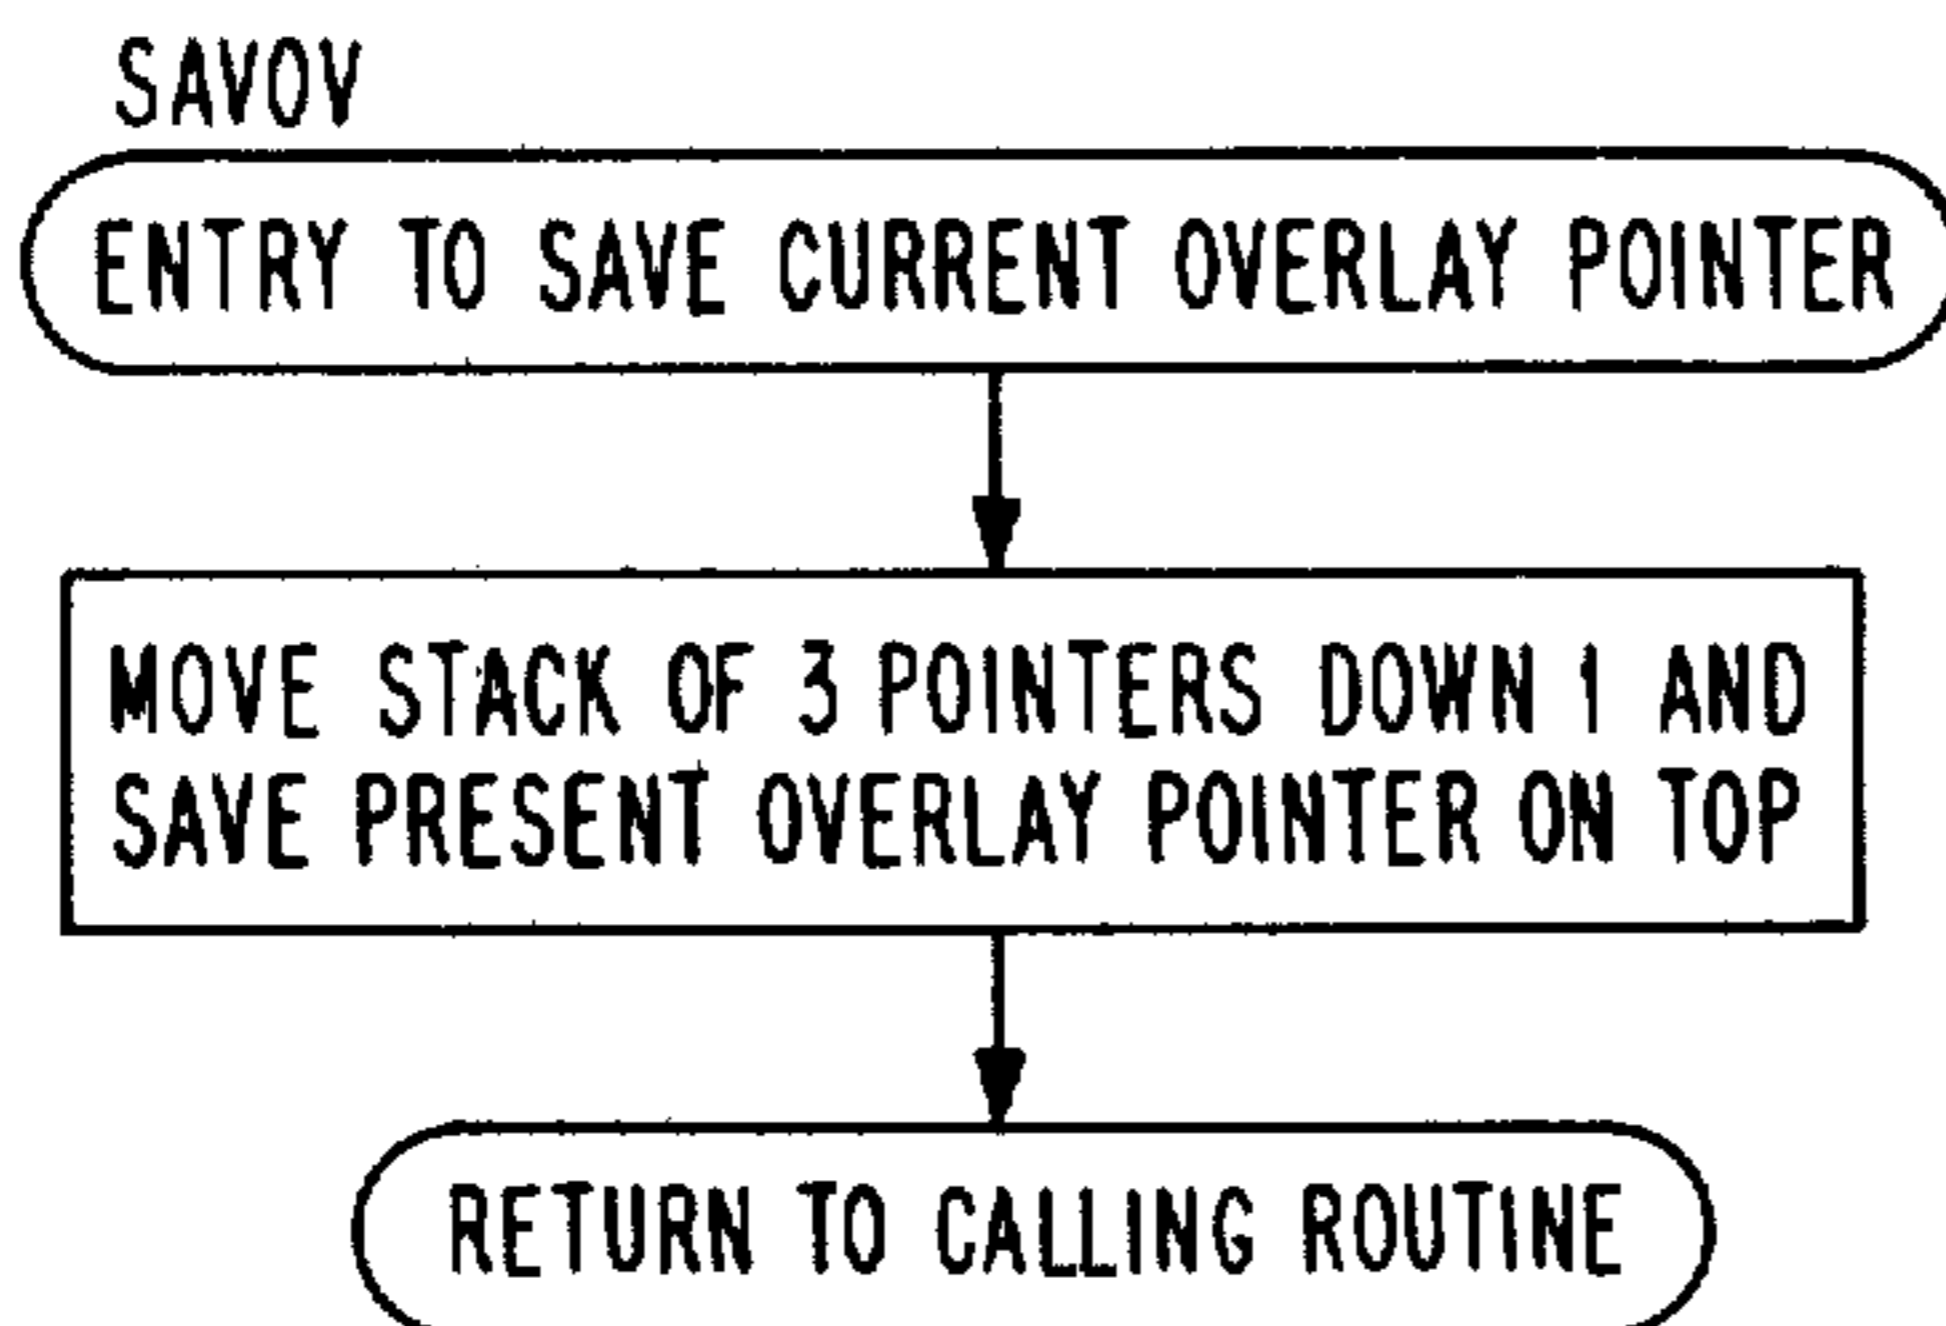 SAVOV
ENTRY TO SAVE CURRENT OVERLAY POINTER
MOVE STACK OF 3 POINTERS DOWN 1 AND
SAVE PRESENT OVERLAY POINTER ON TOP
RETURN TO CALLING ROUTINE